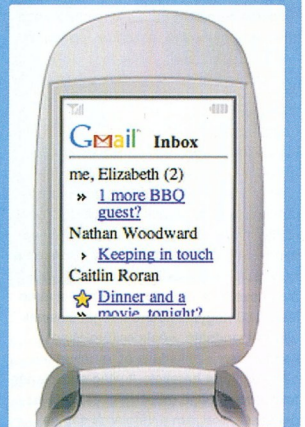 Gmail Inbox
me, Elizabeth (2)
» 1 more BBQ
guest?
Nathan Woodward
› Keeping in touch
Caitlin Roran
Dinner and a
» movie, tonight?